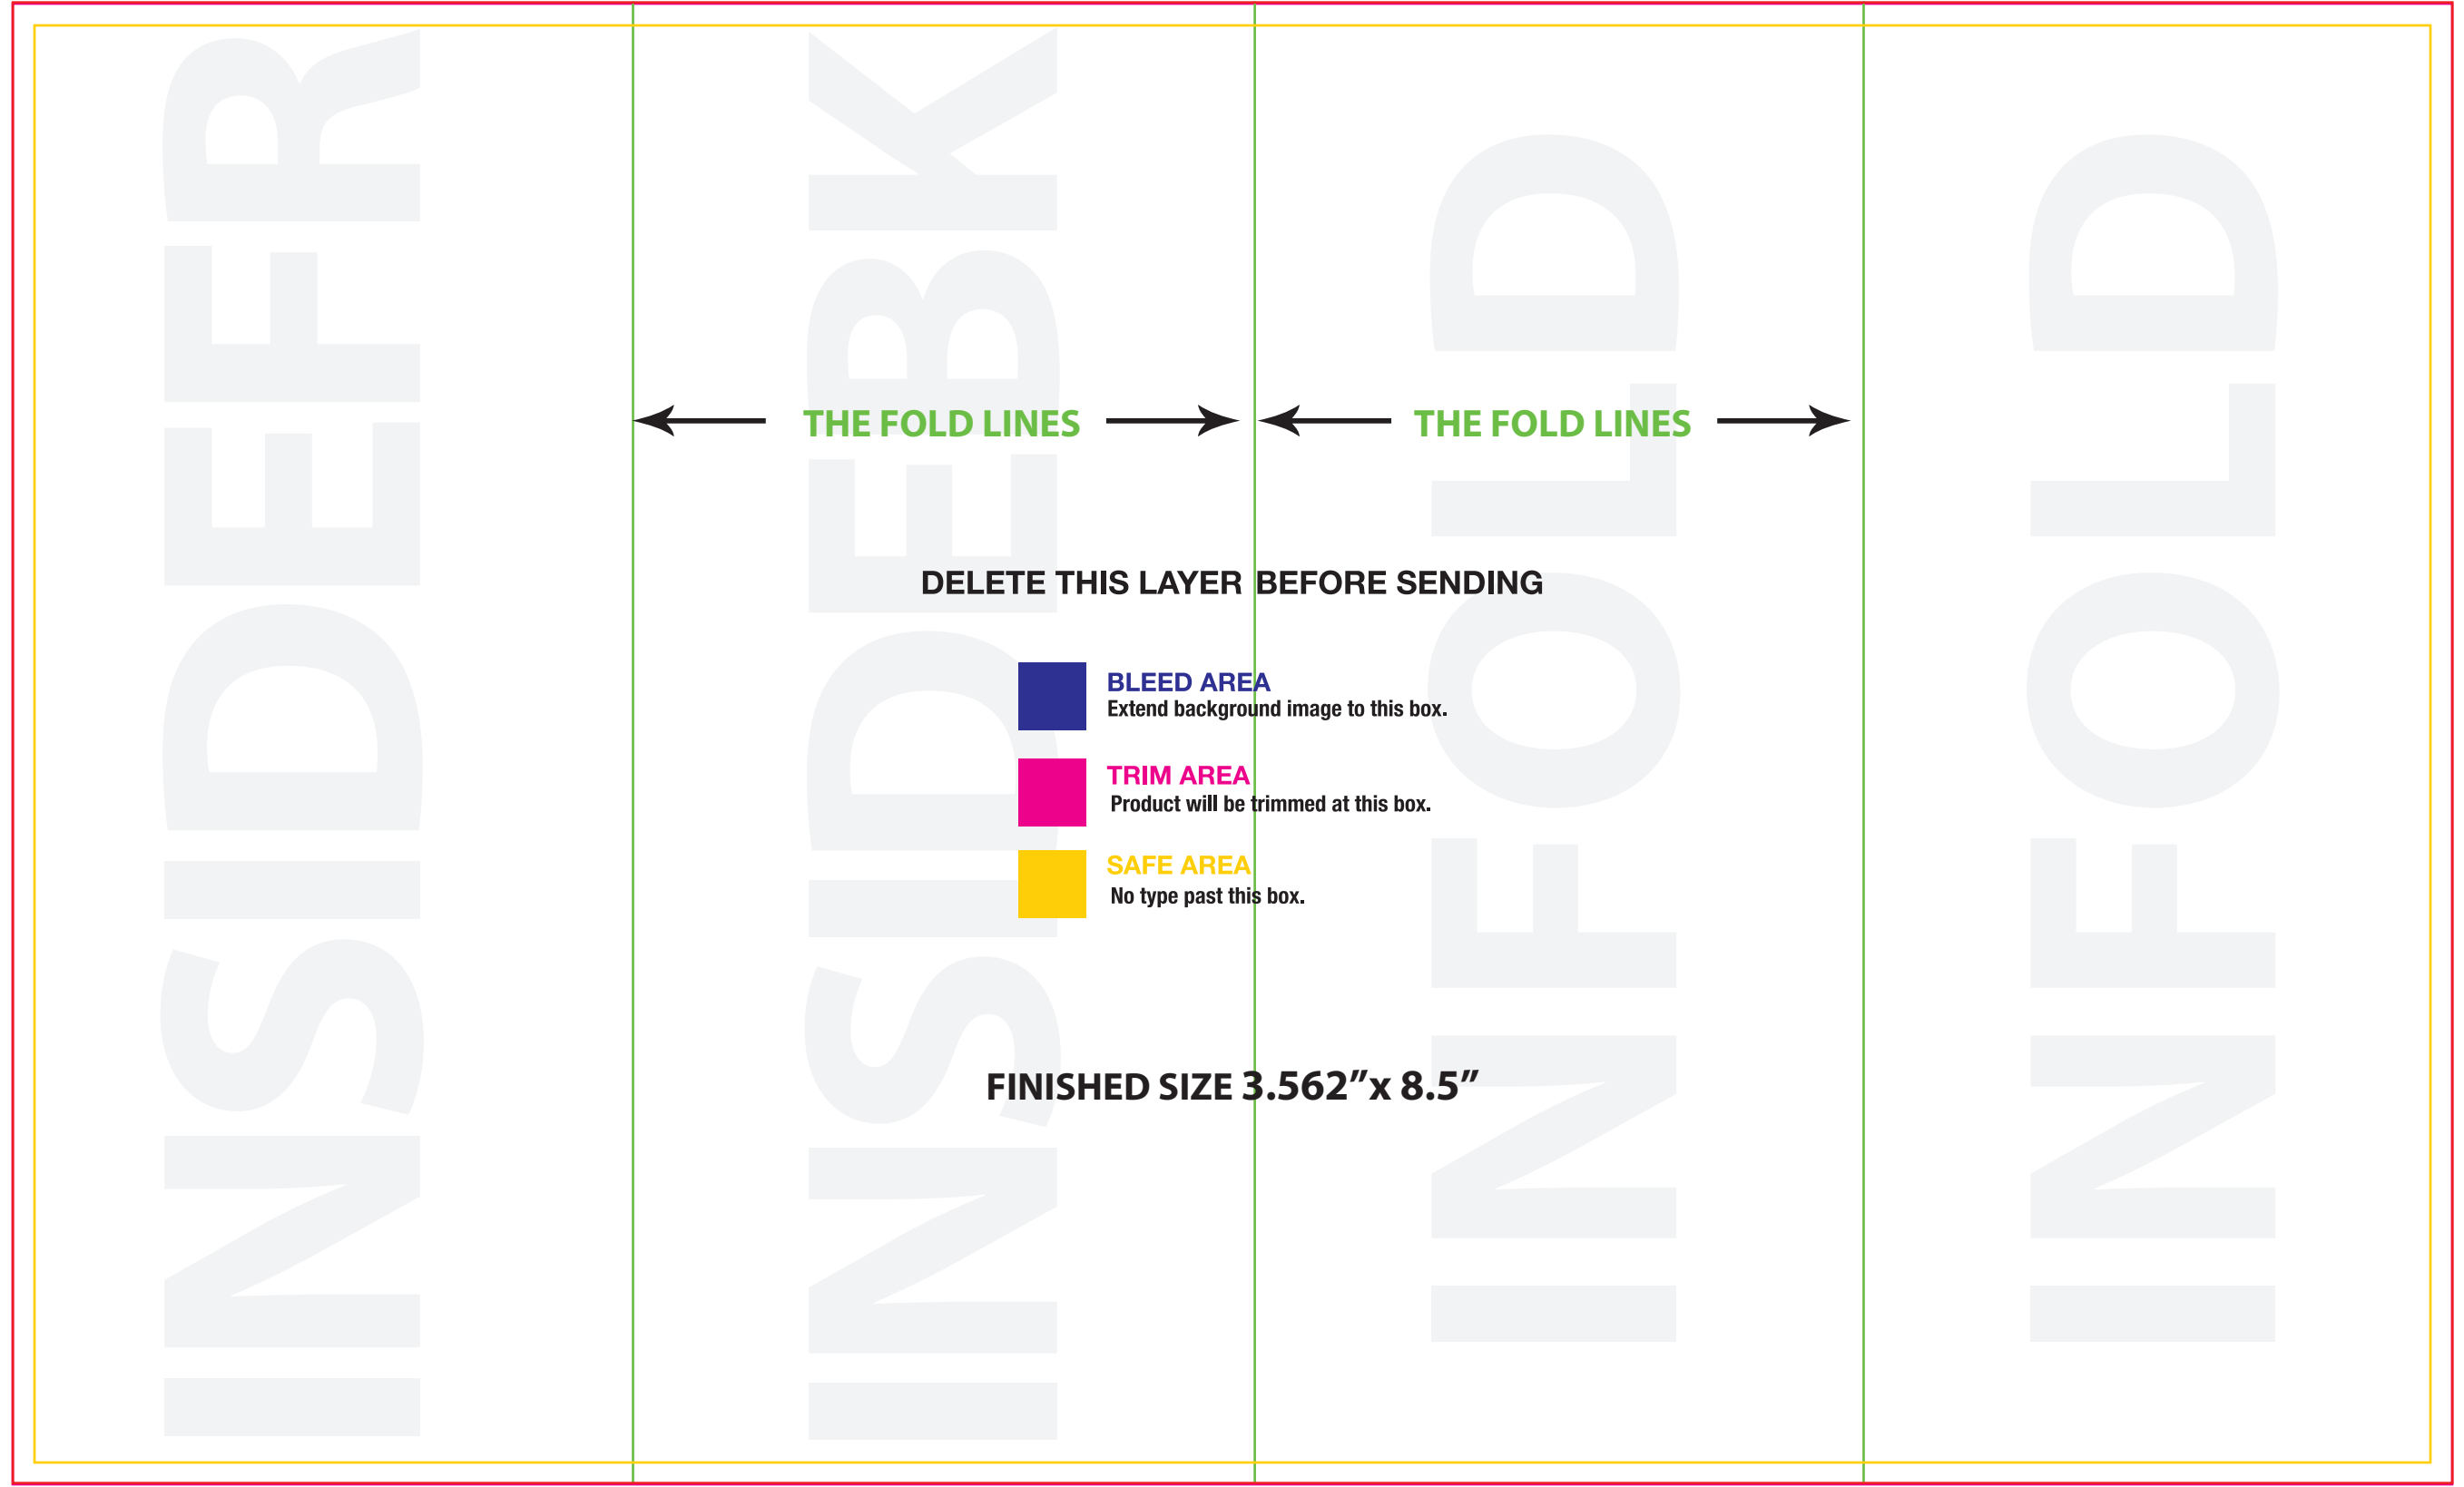 INSIDEFR
INSIDEBK
INFOLD
INFOLD
THE FOLD LINES
THE FOLD LINES
DELETE THIS LAYER BEFORE SENDING
BLEED AREA
Extend background image to this box.
TRIM AREA
Product will be trimmed at this box.
SAFE AREA
No type past this box.
FINISHED SIZE 3.562”x 8.5”